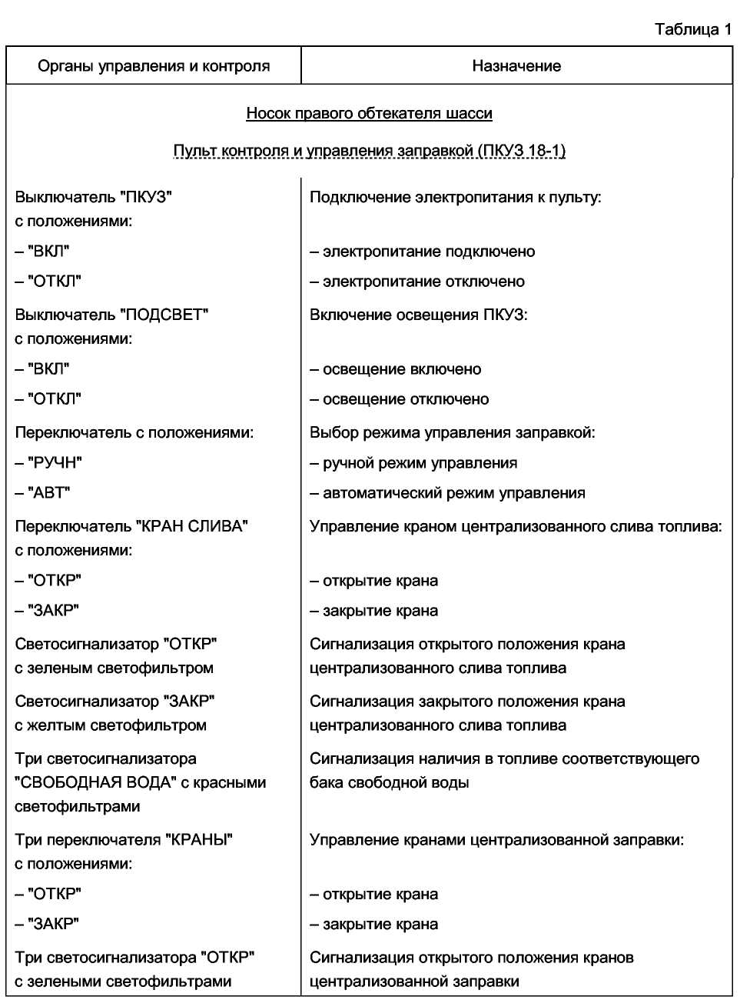 Таблица 1
Органы управления и контроля
Назначение
Носок правого обтекателя шасси
Пульт контроля и управления заправкой (ПКУЗ 18-1)
Выключатель "ПКУЗ"
с положениями:
Подключение электропитания к пульту:
– "ВКЛ"
– электропитание подключено
– "ОТКЛ"
– электропитание отключено
Выключатель "ПОДСВЕТ"
с положениями:
Включение освещения ПКУЗ:
– "ВКЛ"
– освещение включено
– "ОТКЛ"
– освещение отключено
Переключатель с положениями:
Выбор режима управления заправкой:
– "РУЧН"
– ручной режим управления
– "АВТ"
– автоматический режим управления
Переключатель "КРАН СЛИВА"
с положениями:
Управление краном централизованного слива топлива:
– "ОТКР"
– открытие крана
– "ЗАКР"
– закрытие крана
Светосигнализатор "ОТКР"
с зеленым светофильтром
Сигнализация открытого положения крана
централизованного слива топлива
Светосигнализатор "ЗАКР"
с желтым светофильтром
Сигнализация закрытого положения крана
централизованного слива топлива
Три светосигнализатора
"СВОБОДНАЯ ВОДА" с красными
светофильтрами
Сигнализация наличия в топливе соответствующего
бака свободной воды
Три переключателя "КРАНЫ"
с положениями:
Управление кранами централизованной заправки:
– "ОТКР"
– открытие крана
– "ЗАКР"
– закрытие крана
Три светосигнализатора "ОТКР"
с зелеными светофильтрами
Сигнализация открытого положения кранов
централизованной заправки